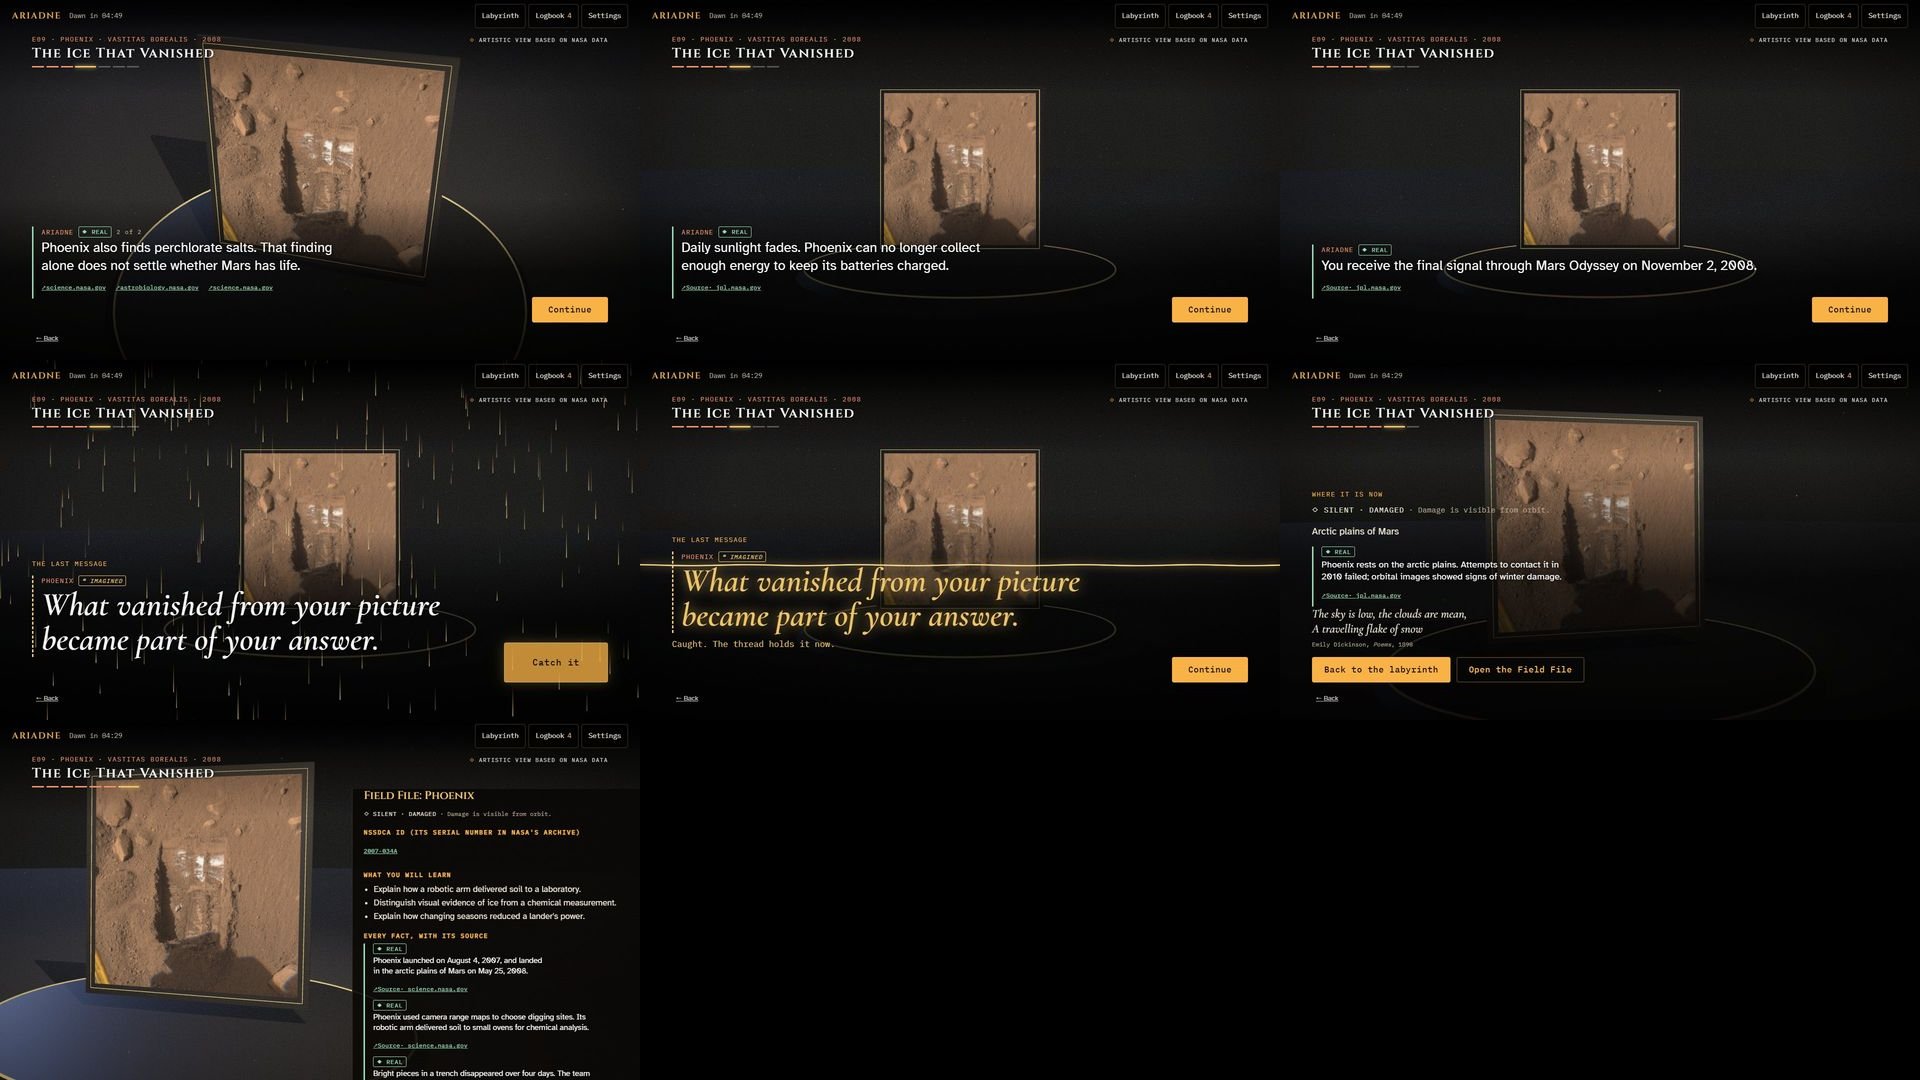 ARIADNE Dawn in 04:49 Labyrinth Logbook 4 Settings
E09 · PHOENIX · VASTITAS BOREALIS · 2008
THE ICE THAT VANISHED
◇ ARTISTIC VIEW BASED ON NASA DATA
ARIADNE ◆ REAL 2 of 2
Phoenix also finds perchlorate salts. That finding
alone does not settle whether Mars has life.
↗science.nasa.gov ↗astrobiology.nasa.gov ↗science.nasa.gov
Continue
← Back
ARIADNE Dawn in 04:49 Labyrinth Logbook 4 Settings
E09 · PHOENIX · VASTITAS BOREALIS · 2008
THE ICE THAT VANISHED
◇ ARTISTIC VIEW BASED ON NASA DATA
ARIADNE ◆ REAL
Daily sunlight fades. Phoenix can no longer collect
enough energy to keep its batteries charged.
↗Source· jpl.nasa.gov
Continue
← Back
ARIADNE Dawn in 04:49 Labyrinth Logbook 4 Settings
E09 · PHOENIX · VASTITAS BOREALIS · 2008
THE ICE THAT VANISHED
◇ ARTISTIC VIEW BASED ON NASA DATA
ARIADNE ◆ REAL
You receive the final signal through Mars Odyssey on November 2, 2008.
↗Source· jpl.nasa.gov
Continue
← Back
ARIADNE Dawn in 04:49 Labyrinth Logbook 4 Settings
E09 · PHOENIX · VASTITAS BOREALIS · 2008
THE ICE THAT VANISHED
◇ ARTISTIC VIEW BASED ON NASA DATA
THE LAST MESSAGE
PHOENIX ❝ IMAGINED
What vanished from your picture
became part of your answer.
Catch it
← Back
ARIADNE Dawn in 04:29 Labyrinth Logbook 4 Settings
E09 · PHOENIX · VASTITAS BOREALIS · 2008
THE ICE THAT VANISHED
◇ ARTISTIC VIEW BASED ON NASA DATA
THE LAST MESSAGE
PHOENIX ❝ IMAGINED
What vanished from your picture
became part of your answer.
Caught. The thread holds it now.
Continue
← Back
ARIADNE Dawn in 04:29 Labyrinth Logbook 4 Settings
E09 · PHOENIX · VASTITAS BOREALIS · 2008
THE ICE THAT VANISHED
◇ ARTISTIC VIEW BASED ON NASA DATA
WHERE IT IS NOW
◇ SILENT · DAMAGED · Damage is visible from orbit.
Arctic plains of Mars
◆ REAL
Phoenix rests on the arctic plains. Attempts to contact it in
2010 failed; orbital images showed signs of winter damage.
↗Source· jpl.nasa.gov
The sky is low, the clouds are mean,
A travelling flake of snow
Emily Dickinson, Poems, 1890
Back to the labyrinth Open the Field File
← Back
ARIADNE Dawn in 04:29 Labyrinth Logbook 4 Settings
E09 · PHOENIX · VASTITAS BOREALIS · 2008
THE ICE THAT VANISHED
◇ ARTISTIC VIEW BASED ON NASA DATA
FIELD FILE: PHOENIX
◇ SILENT · DAMAGED · Damage is visible from orbit.
NSSDCA ID (ITS SERIAL NUMBER IN NASA'S ARCHIVE)
2007-034A
WHAT YOU WILL LEARN
• Explain how a robotic arm delivered soil to a laboratory.
• Distinguish visual evidence of ice from a chemical measurement.
• Explain how changing seasons reduced a lander's power.
EVERY FACT, WITH ITS SOURCE
◆ REAL
Phoenix launched on August 4, 2007, and landed
in the arctic plains of Mars on May 25, 2008.
↗Source· science.nasa.gov
◆ REAL
Phoenix used camera range maps to choose digging sites. Its
robotic arm delivered soil to small ovens for chemical analysis.
↗Source· science.nasa.gov
◆ REAL
Bright pieces in a trench disappeared over four days. The team